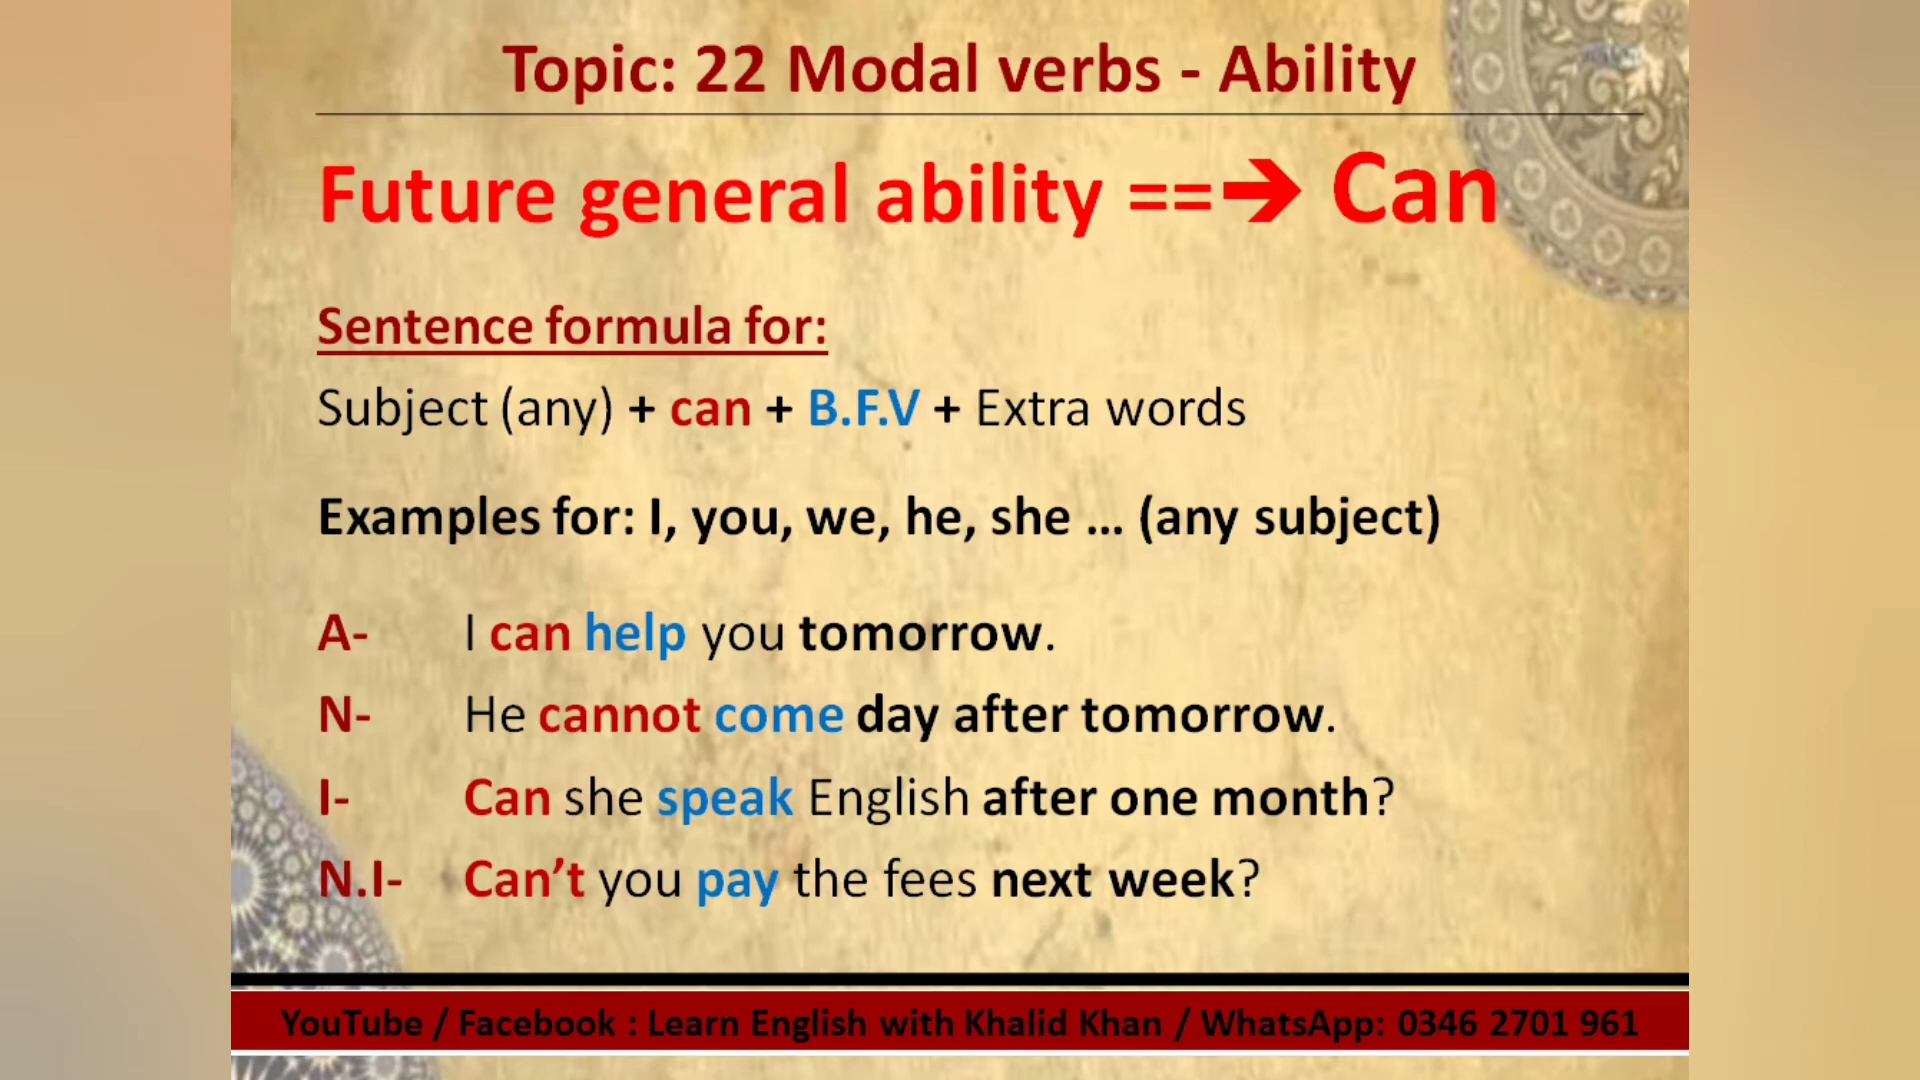 Topic: 22 Modal verbs - Ability
Future general ability ==➔ Can
Sentence formula for:
Subject (any) + can + B.F.V + Extra words
Examples for: I, you, we, he, she ... (any subject)
A- I can help you tomorrow.
N- He cannot come day after tomorrow.
I- Can she speak English after one month?
N.I- Can’t you pay the fees next week?
YouTube / Facebook : Learn English with Khalid Khan / WhatsApp: 0346 2701 961